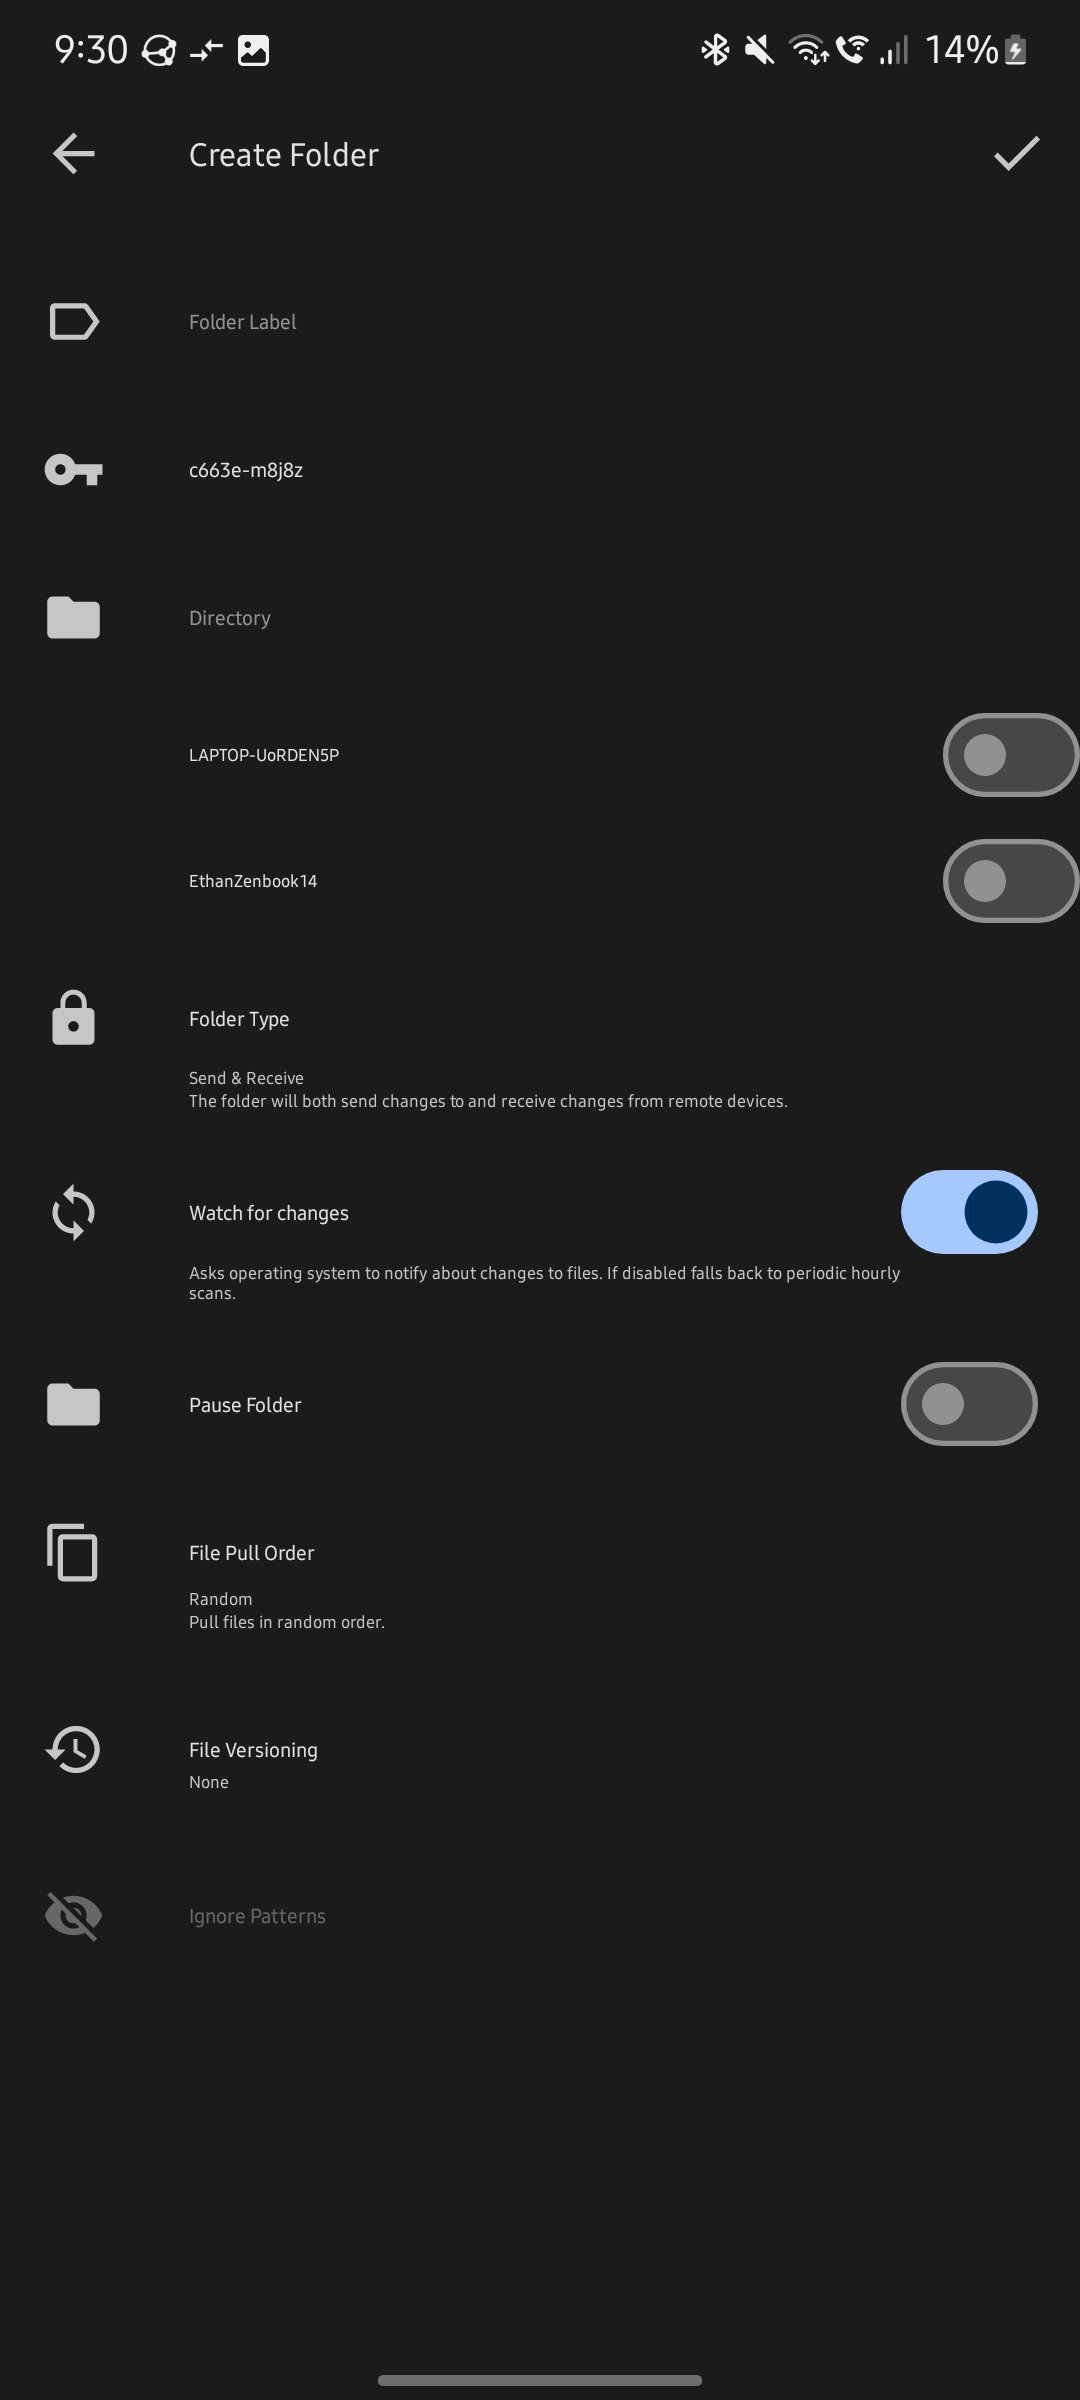 9:30
14%
Create Folder
Folder Label
c663e-m8j8z
Directory
LAPTOP-UoRDEN5P
EthanZenbook14
Folder Type
Send & Receive
The folder will both send changes to and receive changes from remote devices.
Watch for changes
Asks operating system to notify about changes to files. If disabled falls back to periodic hourly
scans.
Pause Folder
File Pull Order
Random
Pull files in random order.
File Versioning
None
Ignore Patterns